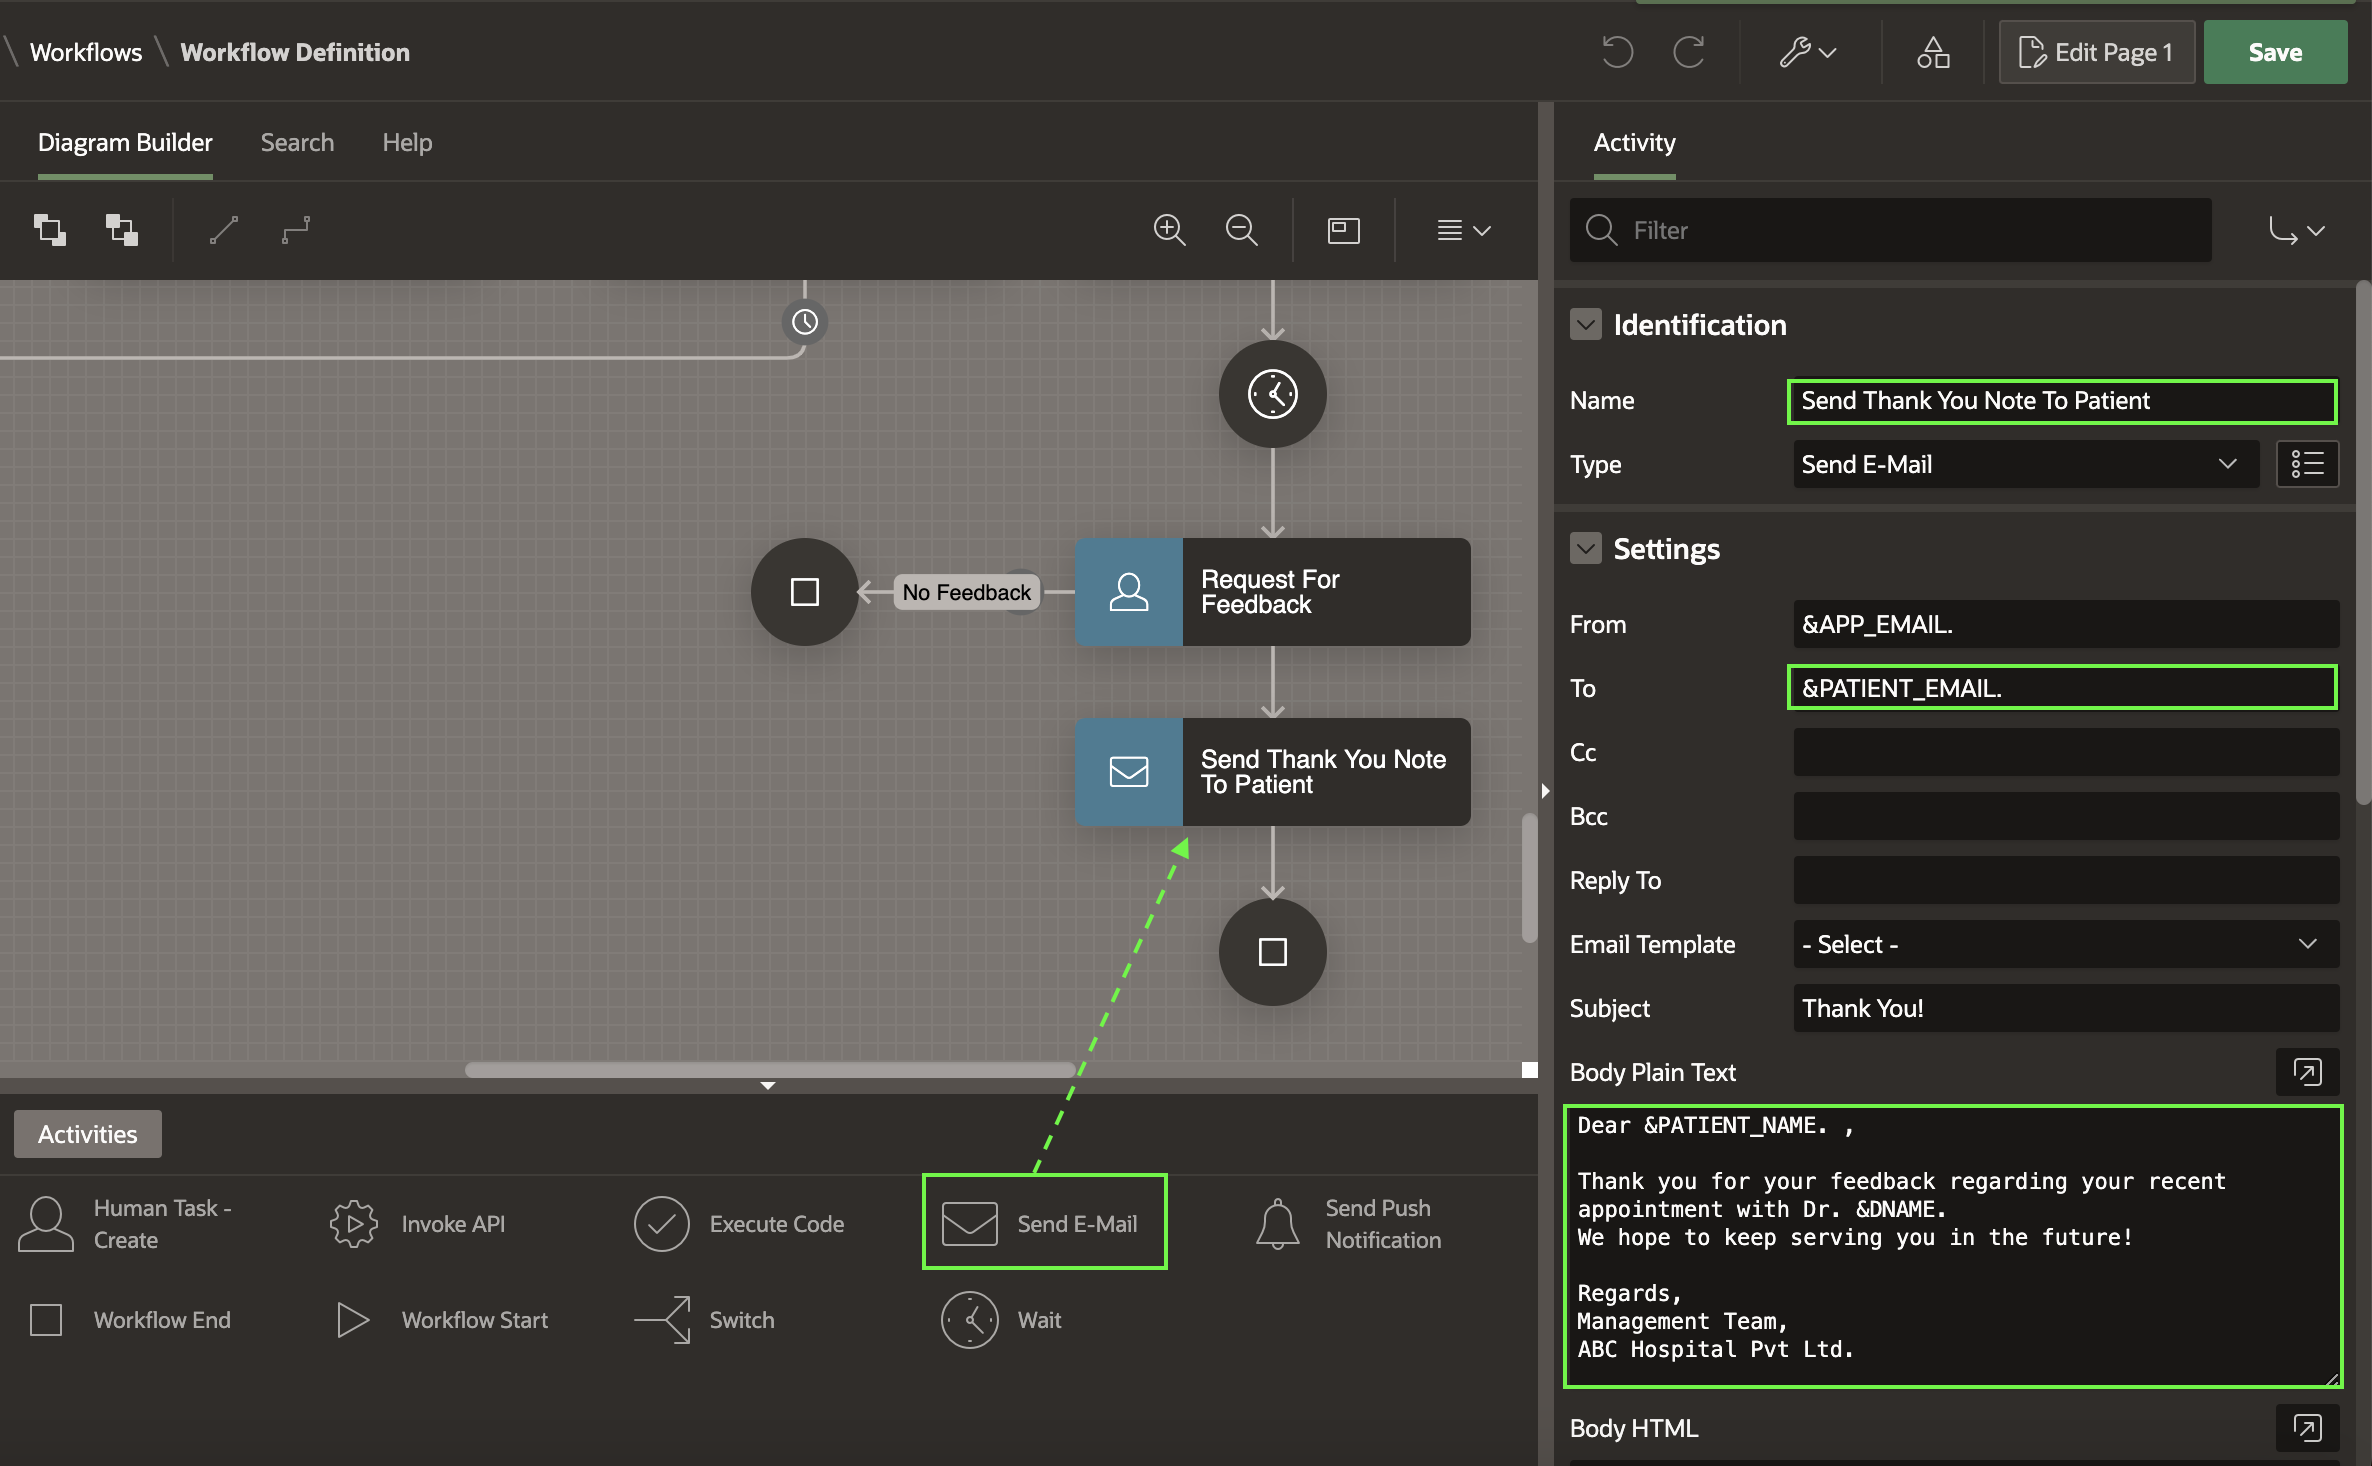 Workflows \ Workflow Definition
Edit Page 1
Save
Diagram Builder
Search
Help
No Feedback
Request For
Feedback
Send Thank You Note
To Patient
Activities
Human Task -
Create
Invoke API
Execute Code
Send E-Mail
Send Push
Notification
Workflow End
Workflow Start
Switch
Wait
Activity
Filter
Identification
Name
Send Thank You Note To Patient
Type
Send E-Mail
Settings
From
&APP_EMAIL.
To
&PATIENT_EMAIL.
Cc
Bcc
Reply To
Email Template
- Select -
Subject
Thank You!
Body Plain Text
Dear &PATIENT_NAME. ,
Thank you for your feedback regarding your recent
appointment with Dr. &DNAME.
We hope to keep serving you in the future!
Regards,
Management Team,
ABC Hospital Pvt Ltd.
Body HTML